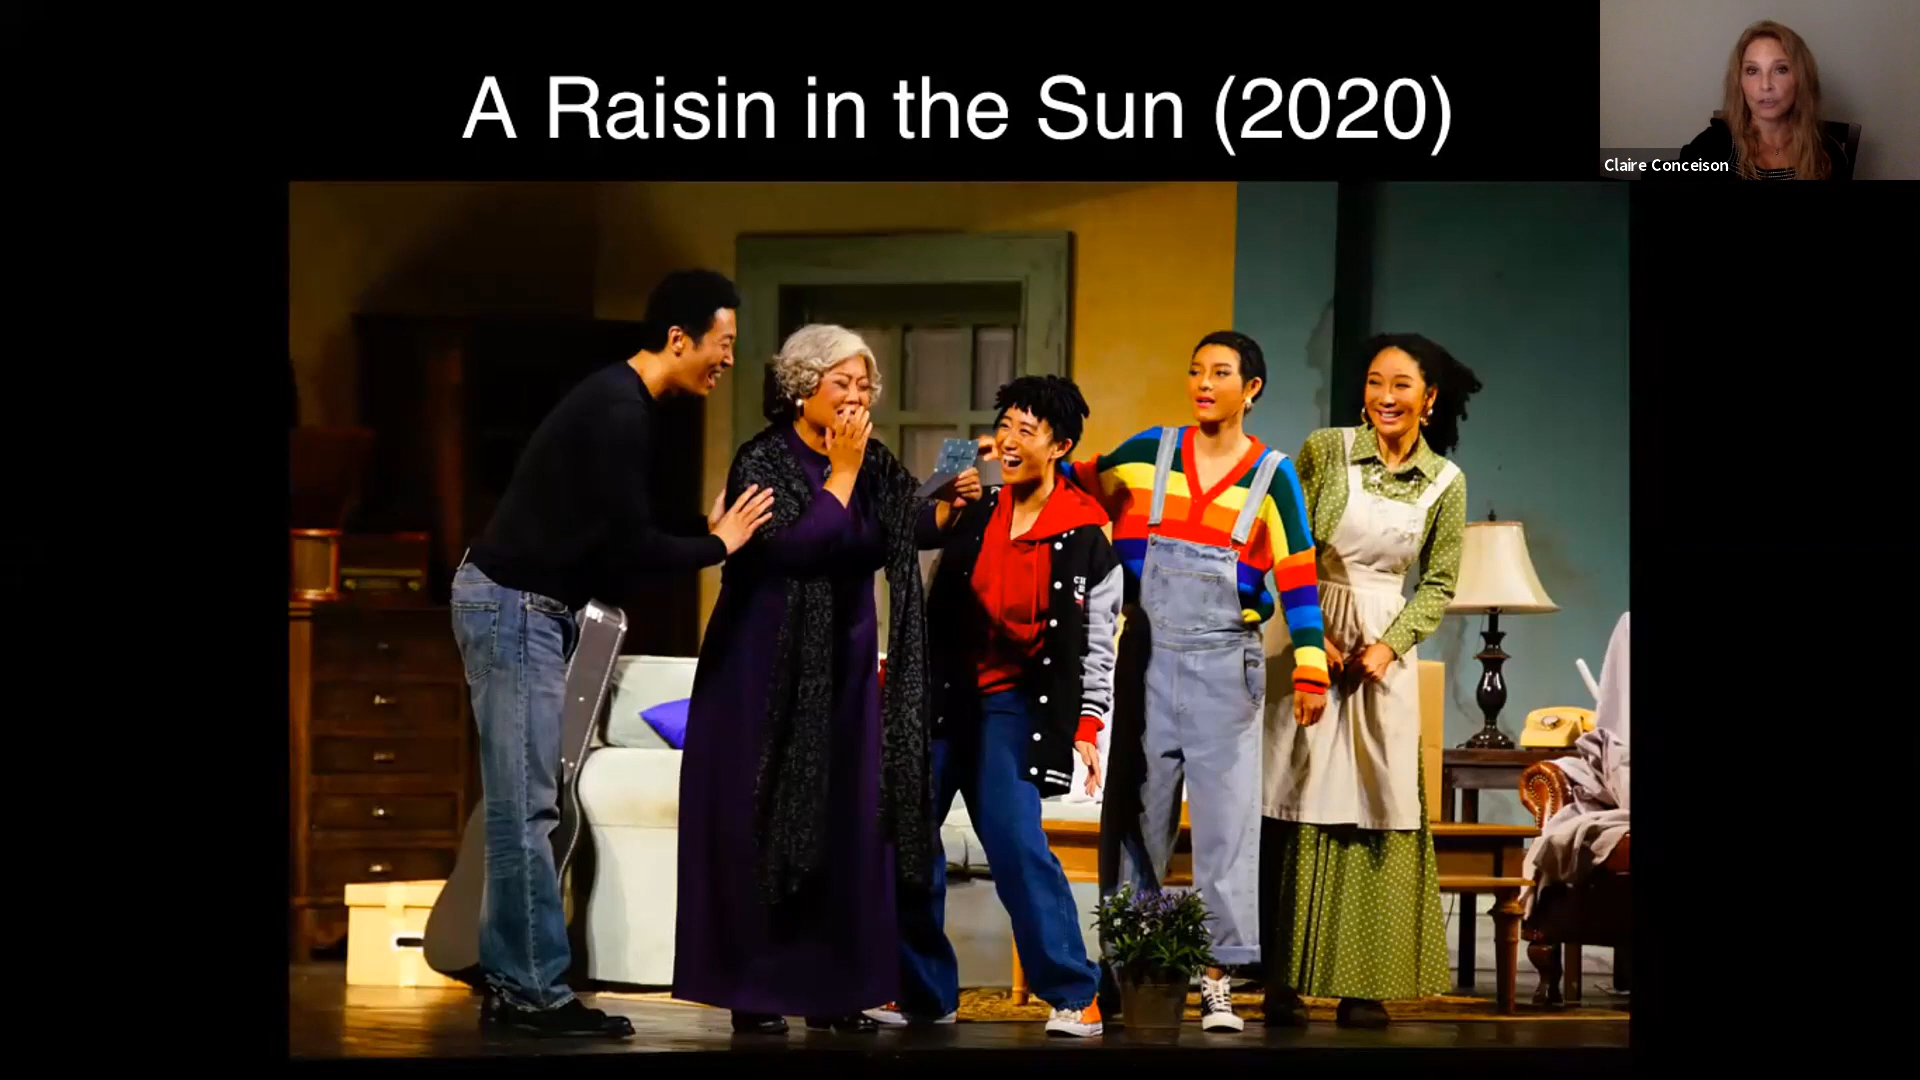 A Raisin in the Sun (2020)
Claire Conceison